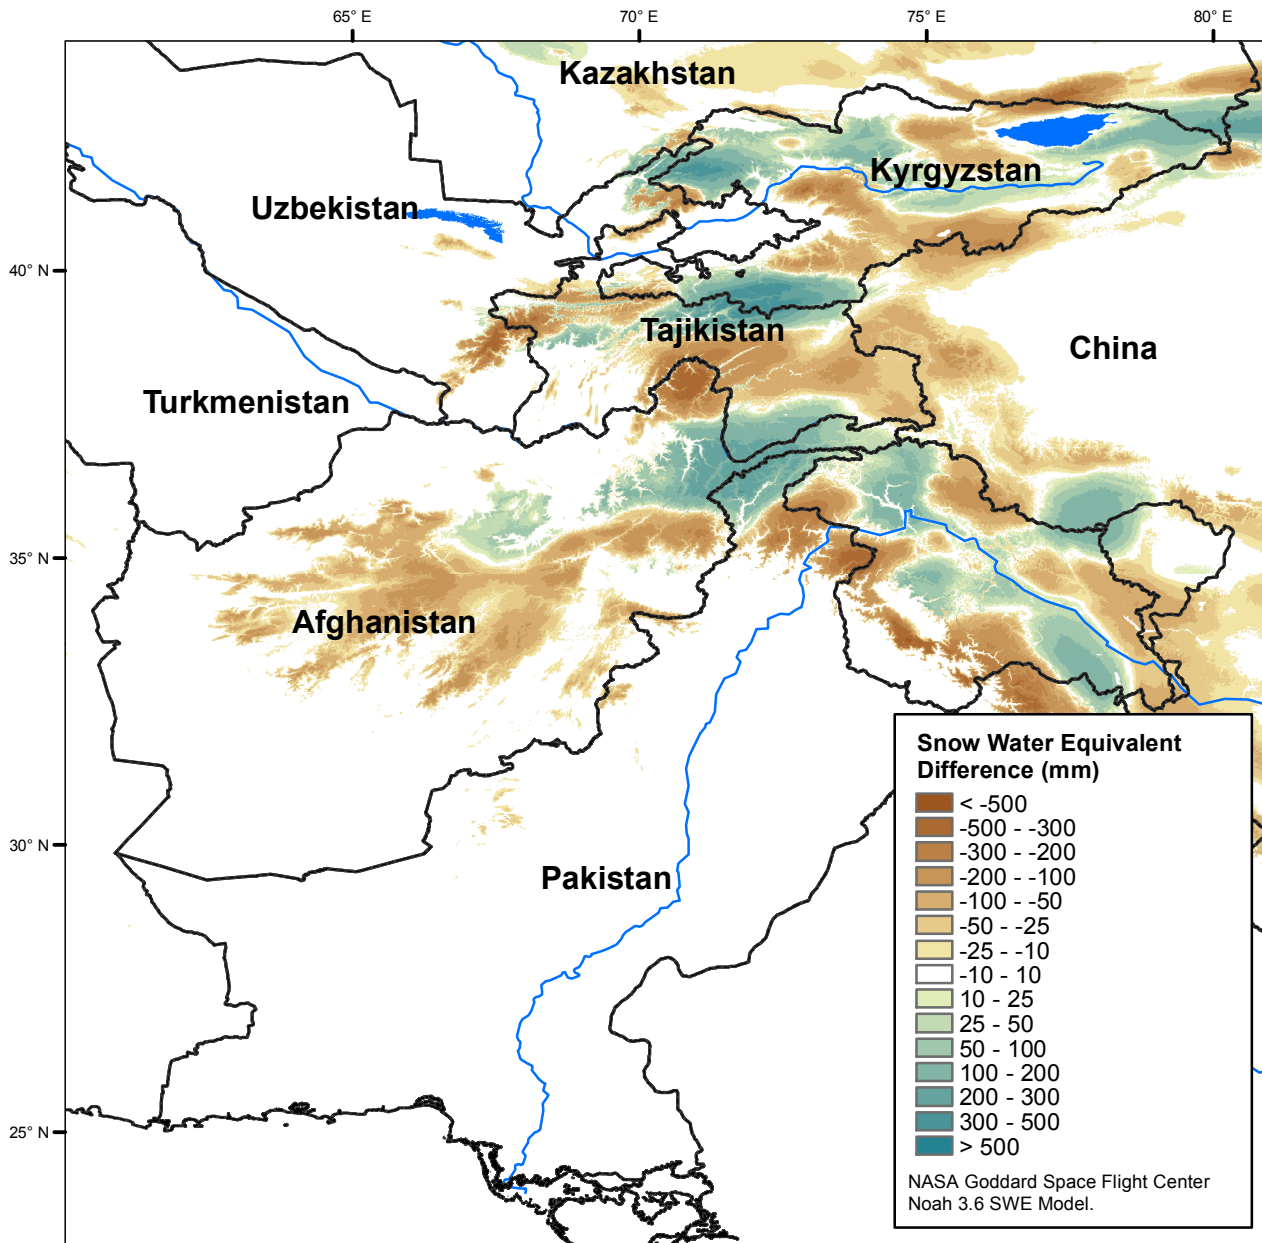 65° E
70° E
75° E
80° E
Kazakhstan
Kyrgyzstan
Uzbekistan
40° N
Tajikistan
China
Turkmenistan
35° N
Afghanistan
30° N
Pakistan
25° N
Snow Water Equivalent
Difference (mm)
< -500
-500 - -300
-300 - -200
-200 - -100
-100 - -50
-50 - -25
-25 - -10
-10 - 10
10 - 25
25 - 50
50 - 100
100 - 200
200 - 300
300 - 500
> 500
NASA Goddard Space Flight Center
Noah 3.6 SWE Model.